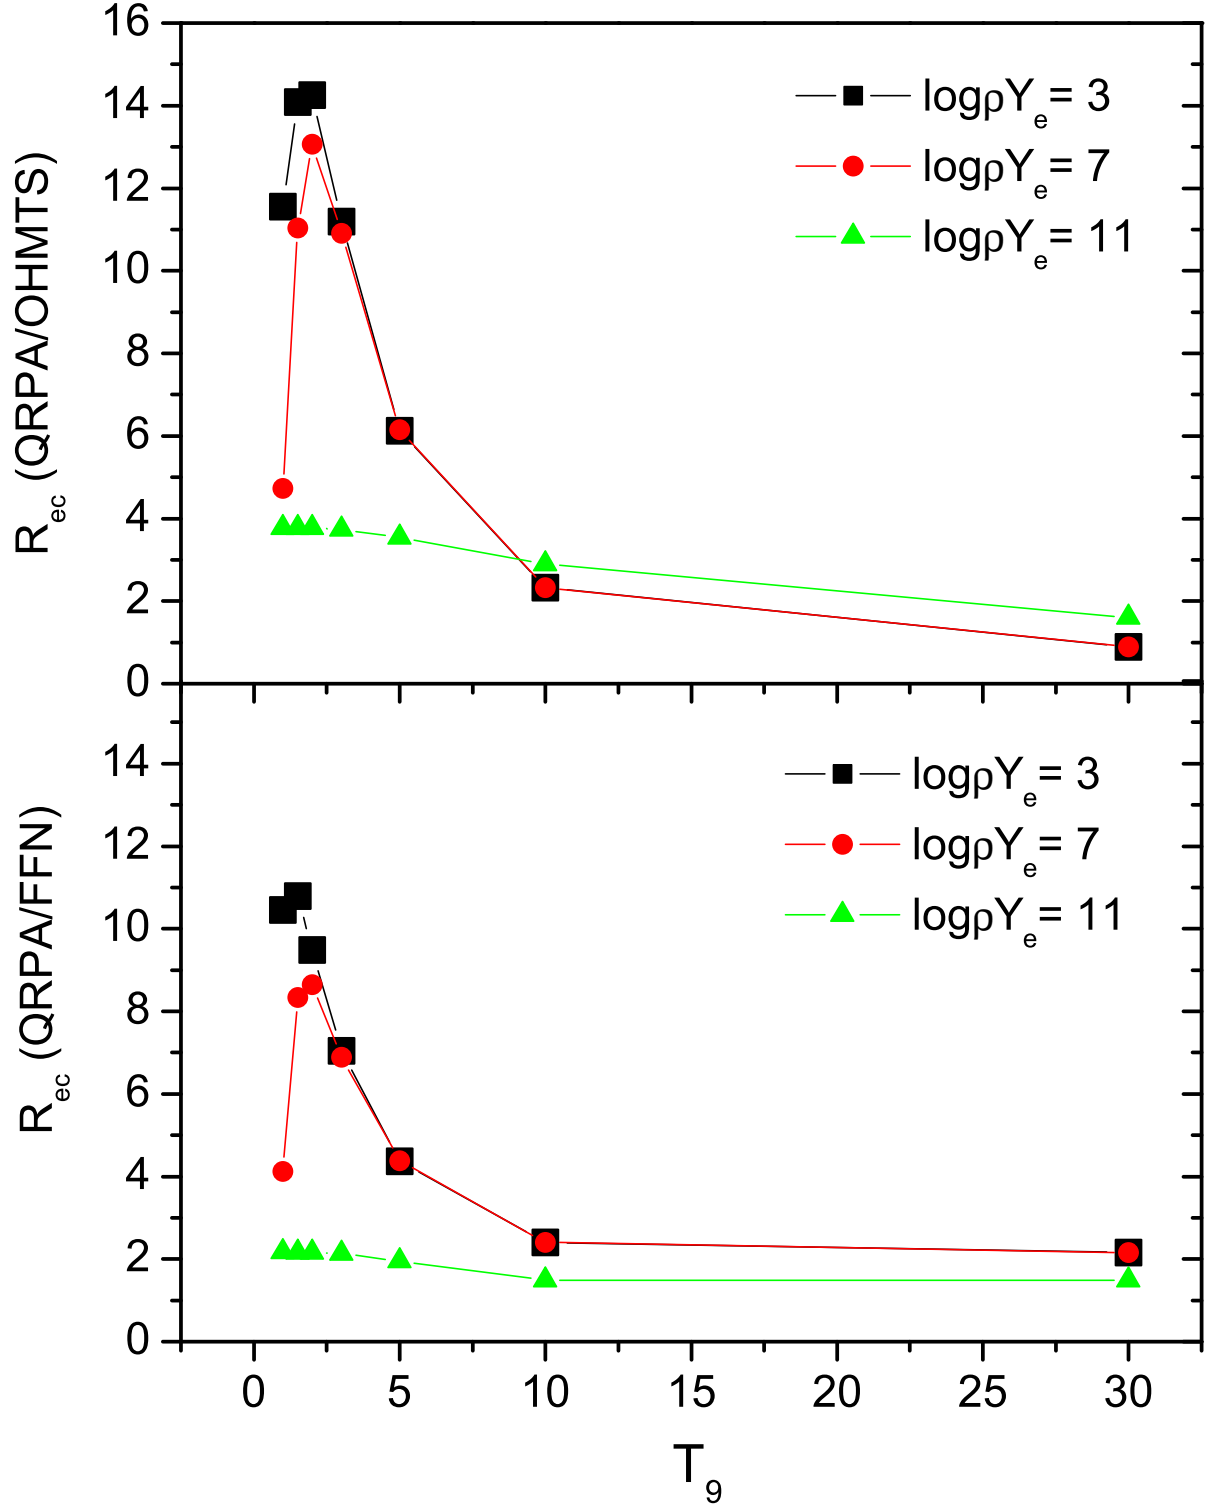 R_ec (QRPA/OHMTS)
16
14
12
10
8
6
4
2
0
logρY_e= 3
logρY_e= 7
logρY_e= 11
R_ec (QRPA/FFN)
14
12
10
8
6
4
2
0
logρY_e= 3
logρY_e= 7
logρY_e= 11
0 5 10 15 20 25 30
T_9